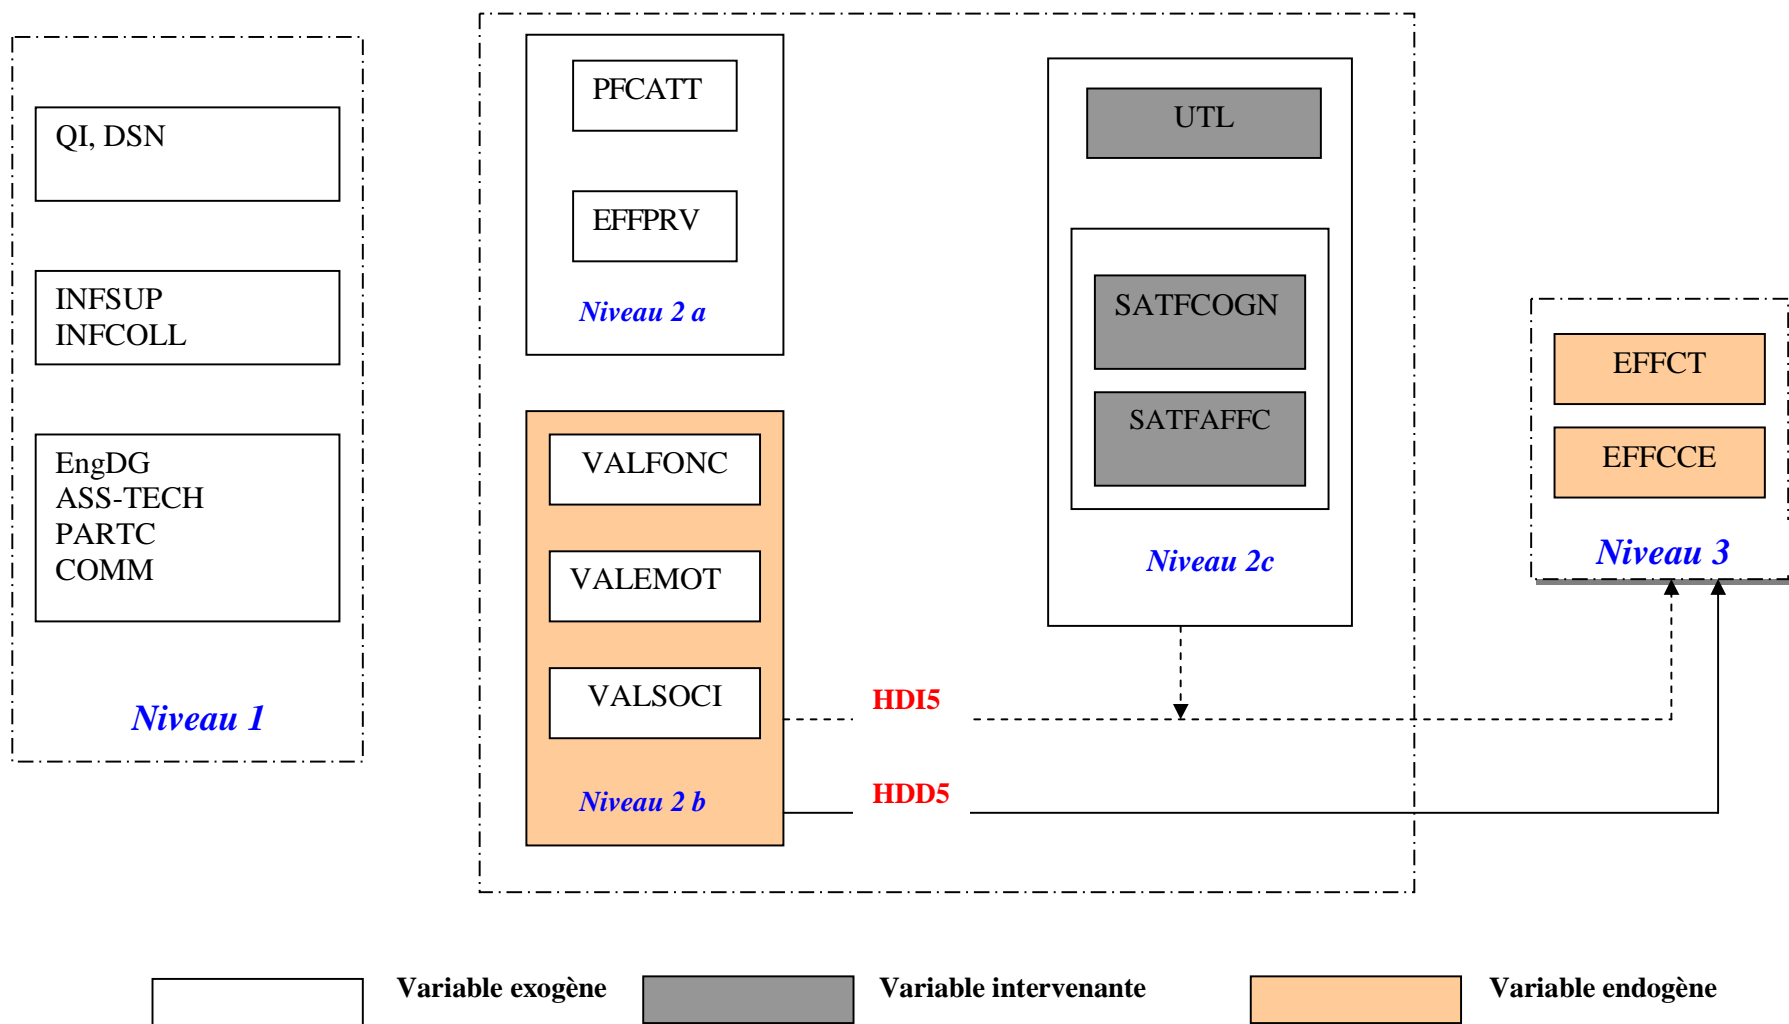 QI, DSN
INFSUP
INFCOLL
EngDG
ASS-TECH
PARTC
COMM
Niveau 1
PFCATT
EFFPRV
Niveau 2 a
VALFONC
VALEMOT
VALSOCI
Niveau 2 b
UTL
SATFCOGN
SATFAFFC
Niveau 2c
HDI5
HDD5
EFFCT
EFFCCE
Niveau 3
Variable exogène
Variable intervenante
Variable endogène